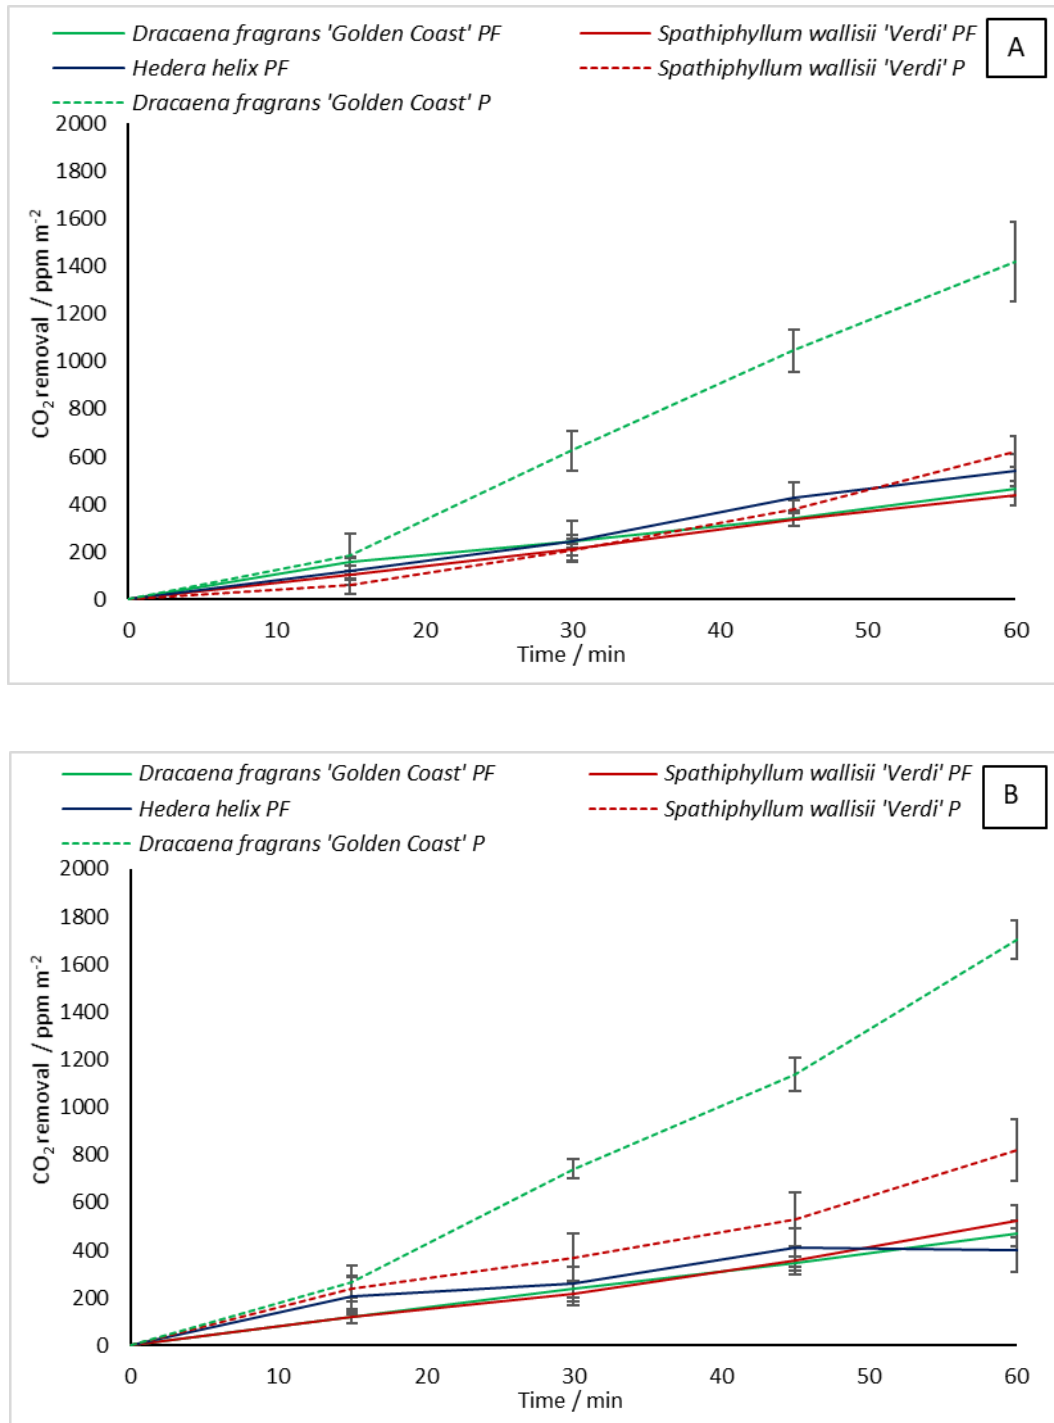 Dracaena fragrans 'Golden Coast' PF
Spathiphyllum wallisii 'Verdi' PF
A
Hedera helix PF
Spathiphyllum wallisii 'Verdi' P
Dracaena fragrans 'Golden Coast' P
2000
1800
1600
1400
1200
1000
800
600
400
200
0
CO₂ removal / ppm m⁻²
0 10 20 30 40 50 60
Time / min
Dracaena fragrans 'Golden Coast' PF
Spathiphyllum wallisii 'Verdi' PF
B
Hedera helix PF
Spathiphyllum wallisii 'Verdi' P
Dracaena fragrans 'Golden Coast' P
2000
1800
1600
1400
1200
1000
800
600
400
200
0
CO₂ removal / ppm m⁻²
0 10 20 30 40 50 60
Time / min